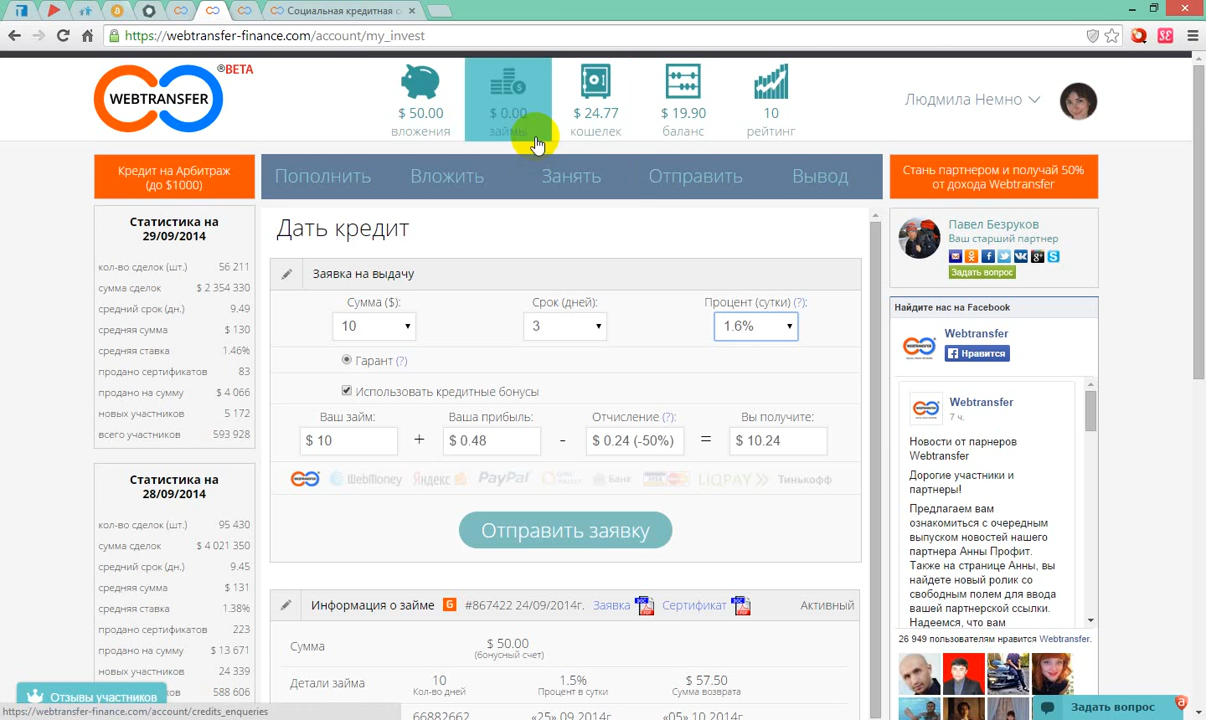 Социальная кредитная с
https://webtransfer-finance.com/account/my_invest
WEBTRANSFER
®BETA
$ 50.00
вложения
$ 0.00
займы
$ 24.77
кошелек
$ 19.90
баланс
10
рейтинг
Людмила Немно
Кредит на Арбитраж
(до $1000)
Пополнить Вложить Занять Отправить Вывод
Стань партнером и получай 50%
от дохода Webtransfer
Статистика на
29/09/2014
кол-во сделок (шт.) 56 211
сумма сделок $ 2 354 330
средний срок (дн.) 9.49
средняя сумма $ 130
средняя ставка 1.46%
продано сертификатов 83
продано на сумму $ 4 066
новых участников 5 172
всего участников 593 928
Статистика на
28/09/2014
кол-во сделок (шт.) 95 430
сумма сделок $ 4 021 350
средний срок (дн.) 9.45
средняя сумма $ 131
средняя ставка 1.38%
продано сертификатов 223
продано на сумму $ 13 671
новых участников 24 339
588 606
Отзывы участников
https://webtransfer-finance.com/account/credits_enqueries
Дать кредит
Заявка на выдачу
Сумма ($): Срок (дней): Процент (сутки) (?):
10 3 1.6%
Гарант (?)
Использовать кредитные бонусы
Ваш займ: Ваша прибыль: Отчисление (?): Вы получите:
$ 10 + $ 0.48 - $ 0.24 (-50%) = $ 10.24
WebMoney Яндекс PayPal Банк VISA LIQPAY Тинькофф
Отправить заявку
Информация о займе G #867422 24/09/2014г. Заявка Сертификат Активный
Сумма $ 50.00
(бонусный счет)
Детали займа 10 1.5% $ 57.50
Кол-во дней Процент в сутки Сумма возврата
66882662 «25» 09.2014г. «05» 10.2014г.
Павел Безруков
Ваш старший партнер
Задать вопрос
Найдите нас на Facebook
Webtransfer
Нравится
Webtransfer
7 ч.
Новости от парнеров
Webtransfer
Дорогие участники и
партнеры!
Предлагаем вам
ознакомиться с очередным
выпуском новостей нашего
партнера Анны Профит.
Также на странице Анны, вы
найдете новый ролик со
свободным полем для ввода
вашей партнерской ссылки.
Надеемся, что вам
26 949 пользователям нравится Webtransfer.
Задать вопрос